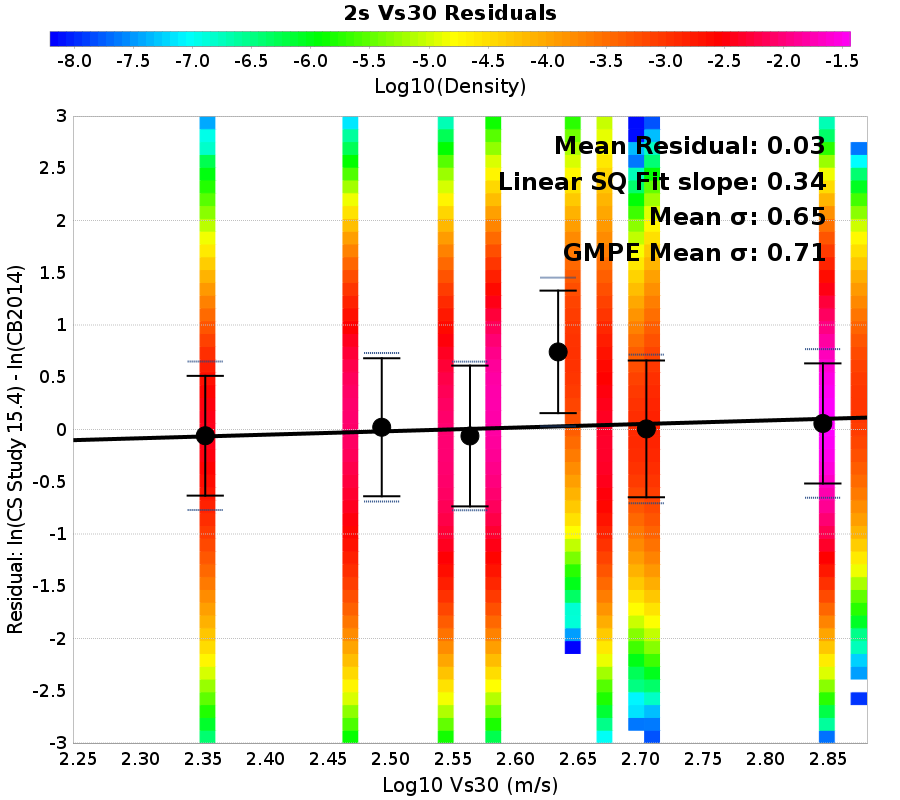 2s Vs30 Residuals
-8.0 -7.5 -7.0 -6.5 -6.0 -5.5 -5.0 -4.5 -4.0 -3.5 -3.0 -2.5 -2.0 -1.5
Log10(Density)
Mean Residual: 0.03
Linear SQ Fit slope: 0.34
Mean σ: 0.65
GMPE Mean σ: 0.71
Residual: ln(CS Study 15.4) - ln(CB2014)
3
2.5
2
1.5
1
0.5
0
-0.5
-1
-1.5
-2
-2.5
-3
2.25 2.30 2.35 2.40 2.45 2.50 2.55 2.60 2.65 2.70 2.75 2.80 2.85
Log10 Vs30 (m/s)